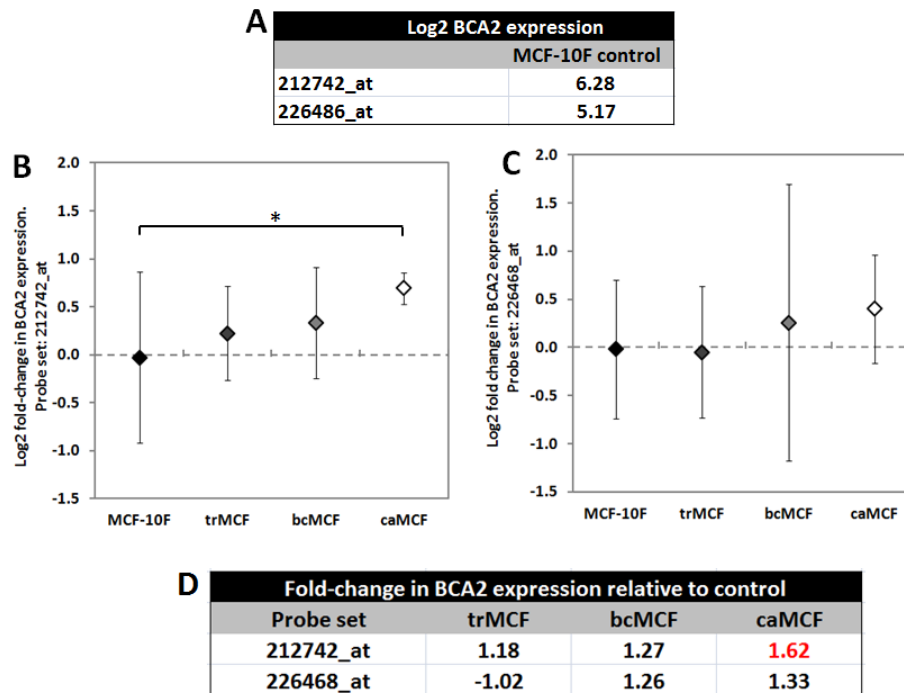 A
Log2 BCA2 expression
MCF-10F control
212742_at 6.28
226486_at 5.17
B
Log2 fold-change in BCA2 expression.
Probe set: 212742_at
2.0
1.5
1.0
0.5
0.0
-0.5
-1.0
-1.5
*
MCF-10F trMCF bcMCF caMCF
C
Log2 fold change in BCA2 expression.
Probe set: 226468_at
2.0
1.5
1.0
0.5
0.0
-0.5
-1.0
-1.5
MCF-10F trMCF bcMCF caMCF
D
Fold-change in BCA2 expression relative to control
Probe set trMCF bcMCF caMCF
212742_at 1.18 1.27 1.62
226468_at -1.02 1.26 1.33